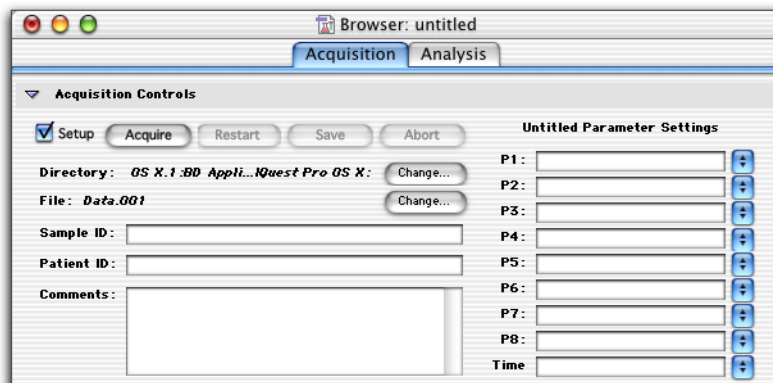 Browser: untitled
Acquisition Analysis
Acquisition Controls
Setup Acquire Restart Save Abort
Directory: OS X.1:BD Appli...lQuest Pro OS X: Change...
File: Data.001 Change...
Sample ID:
Patient ID:
Comments:
Untitled Parameter Settings
P1:
P2:
P3:
P4:
P5:
P6:
P7:
P8:
Time